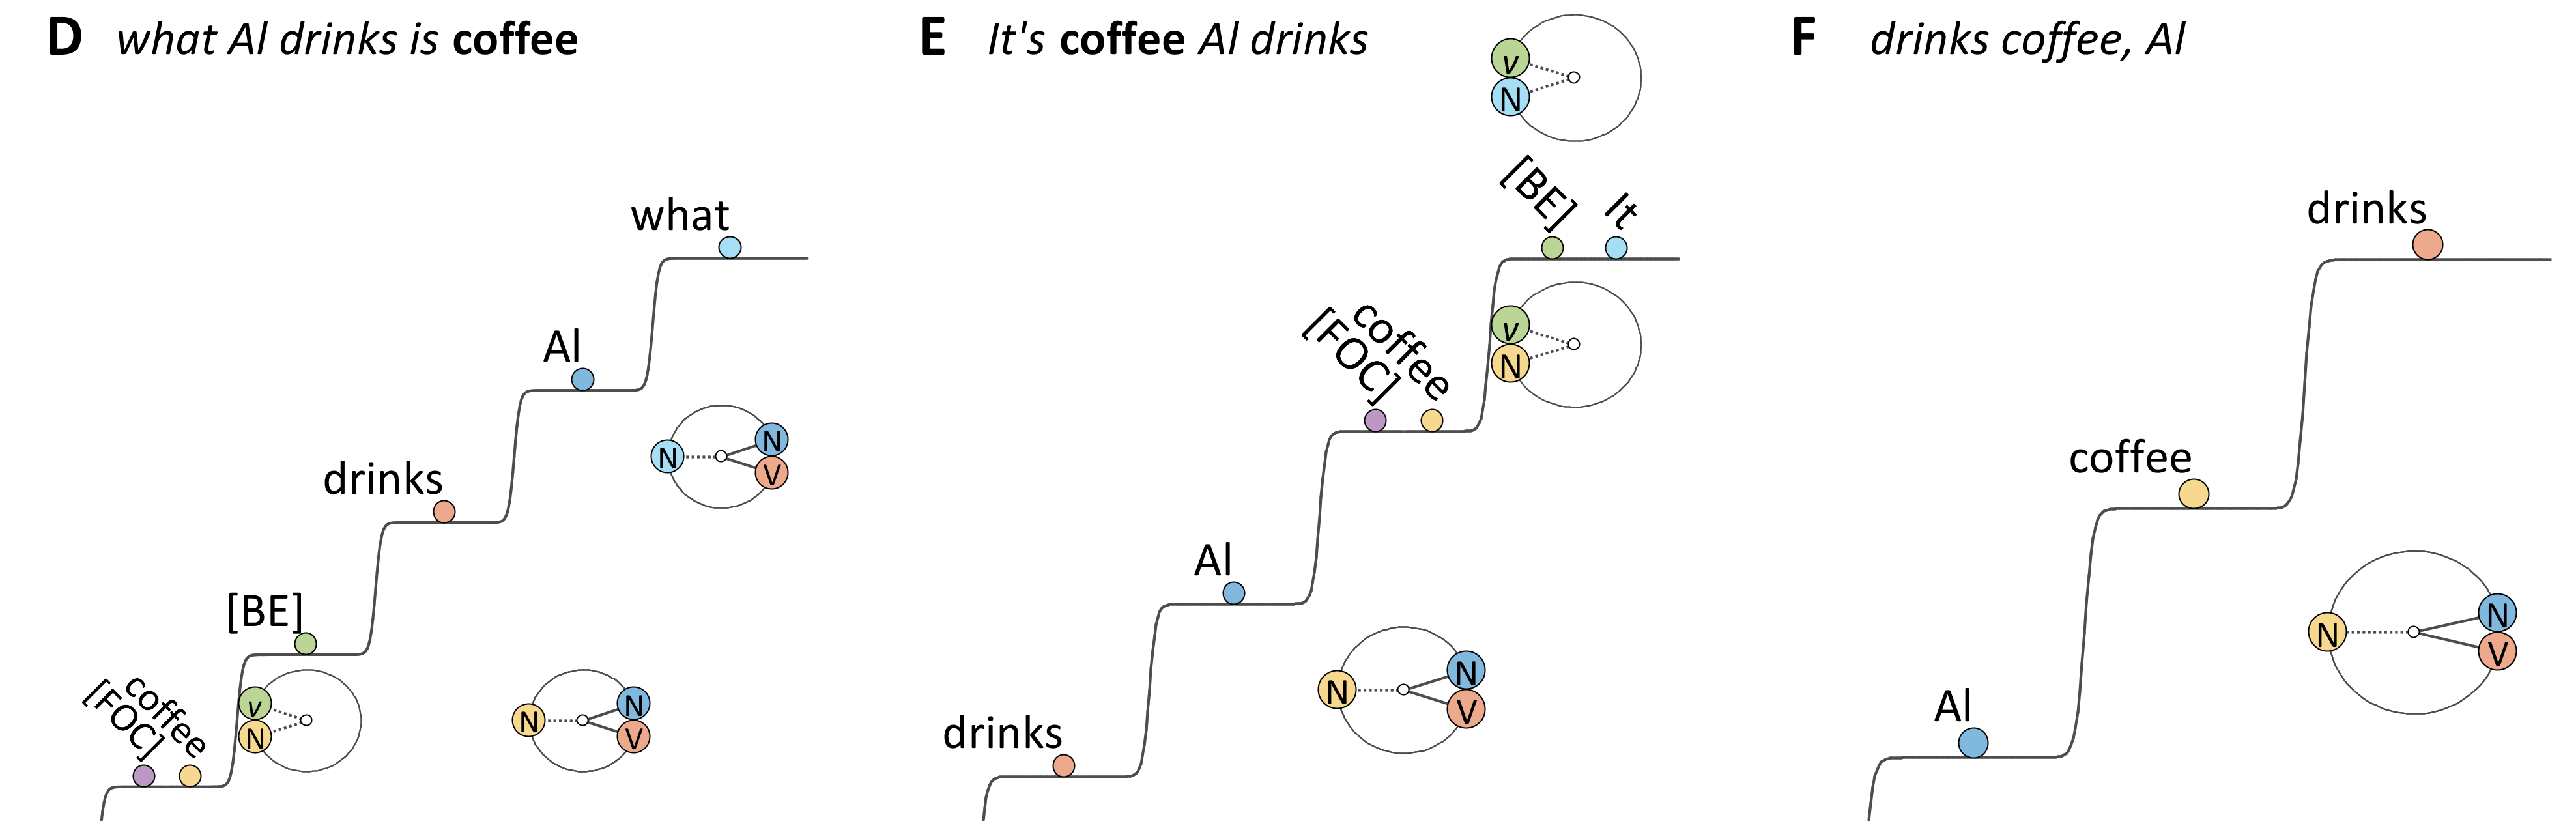 D what Al drinks is coffee
what
Al
drinks
[BE]
coffee
[FOC]
N
N
V
v
N
N
N
V
E It's coffee Al drinks
v
N
[BE]
It
coffee
[FOC]
v
N
Al
N
N
V
drinks
F drinks coffee, Al
drinks
coffee
N
N
V
Al